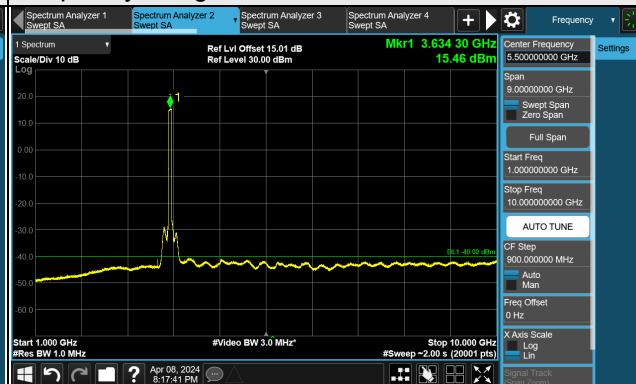 Spectrum Analyzer 1
Swept SA
Spectrum Analyzer 2
Swept SA
Spectrum Analyzer 3
Swept SA
Spectrum Analyzer 4
Swept SA
Frequency
Settings
1 Spectrum
Scale/Div 10 dB
Log
Ref Lvl Offset 15.01 dB
Ref Level 30.00 dBm
Mkr1 3.634 30 GHz
15.46 dBm
1
20.0
10.0
0.00
-10.0
-20.0
-30.0
-40.0
-50.0
-60.0
DL1 -40.00 dBm
Start 1.000 GHz
#Res BW 1.0 MHz
#Video BW 3.0 MHz*
Stop 10.000 GHz
#Sweep ~2.00 s (20001 pts)
Center Frequency
5.500000000 GHz
Span
9.00000000 GHz
Swept Span
Zero Span
Full Span
Start Freq
1.000000000 GHz
Stop Freq
10.000000000 GHz
AUTO TUNE
CF Step
900.000000 MHz
Auto
Man
Freq Offset
0 Hz
X Axis Scale
Log
Lin
Signal Track
(Span Zoom)
Apr 08, 2024
8:17:41 PM